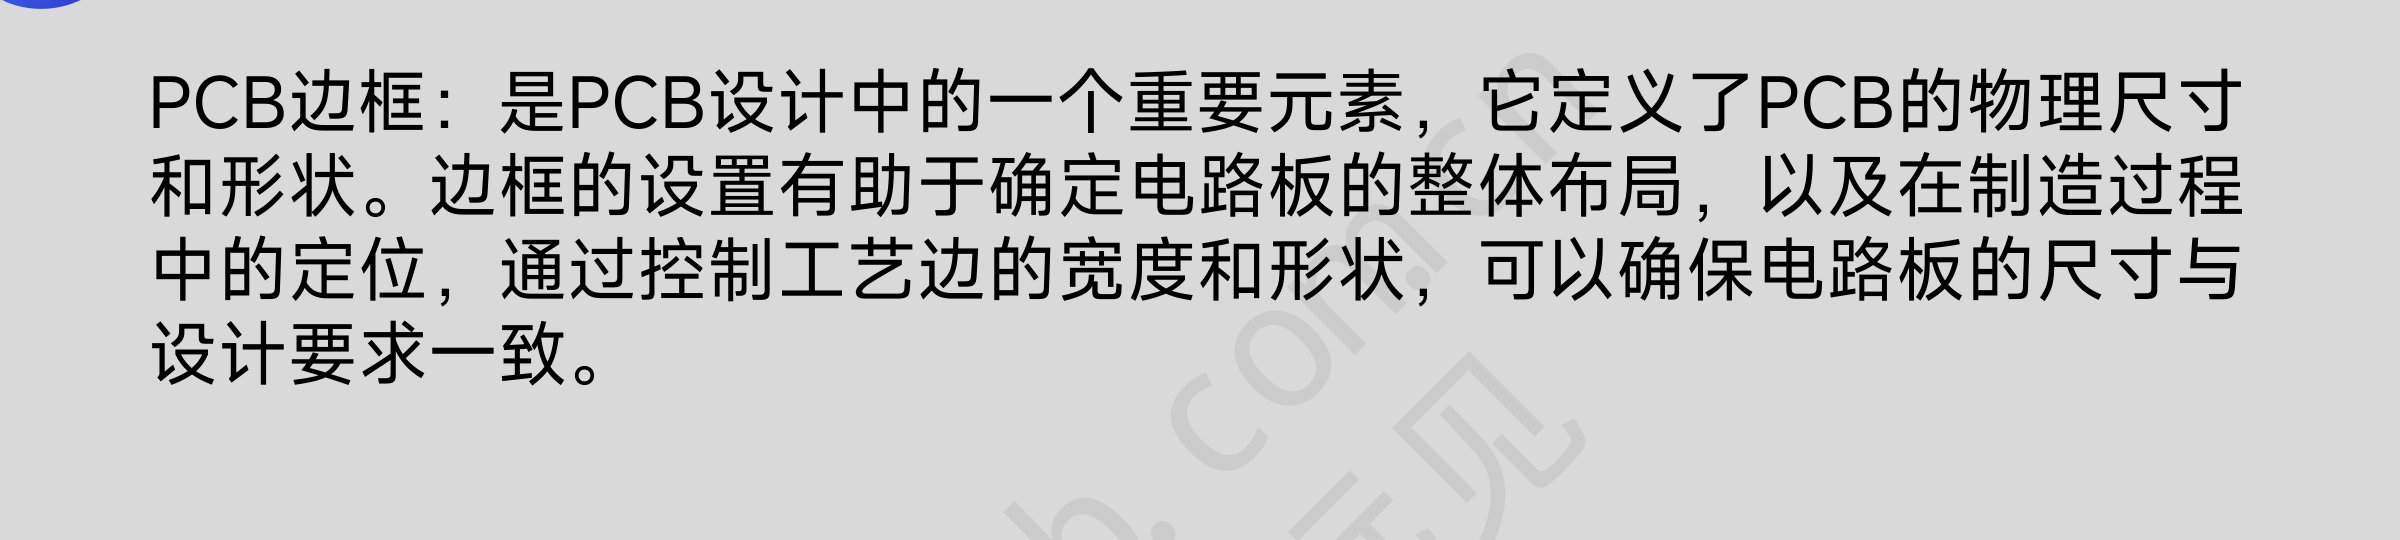 PCB边框：是PCB设计中的一个重要元素，它定义了PCB的物理尺寸
和形状。边框的设置有助于确定电路板的整体布局，以及在制造过程
中的定位，通过控制工艺边的宽度和形状，可以确保电路板的尺寸与
设计要求一致。